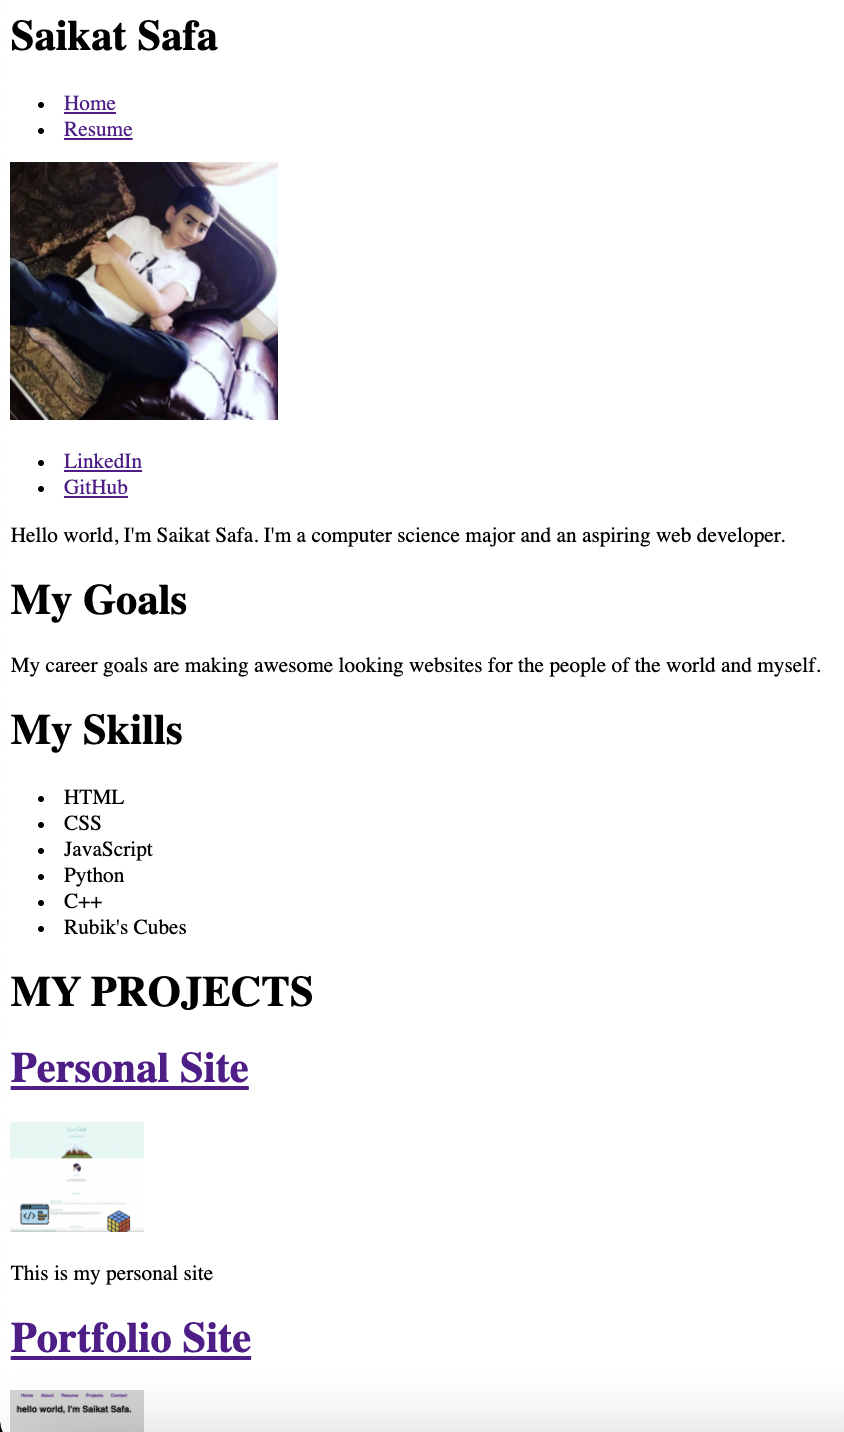 Saikat Safa
Home
Resume
CK
LinkedIn
GitHub
Hello world, I'm Saikat Safa. I'm a computer science major and an aspiring web developer.
My Goals
My career goals are making awesome looking websites for the people of the world and myself.
My Skills
HTML
CSS
JavaScript
Python
C++
Rubik's Cubes
MY PROJECTS
Personal Site
</>
This is my personal site
Portfolio Site
Home About Resume Projects Contact
hello world, I'm Saikat Safa.